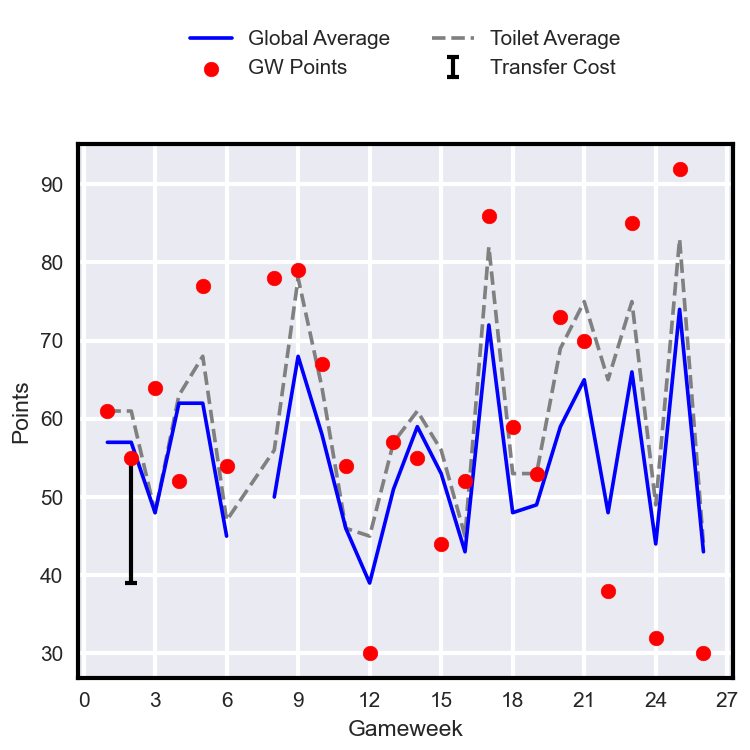 Global Average
Toilet Average
GW Points
Transfer Cost
90
80
70
60
50
40
30
Points
0 3 6 9 12 15 18 21 24 27
Gameweek